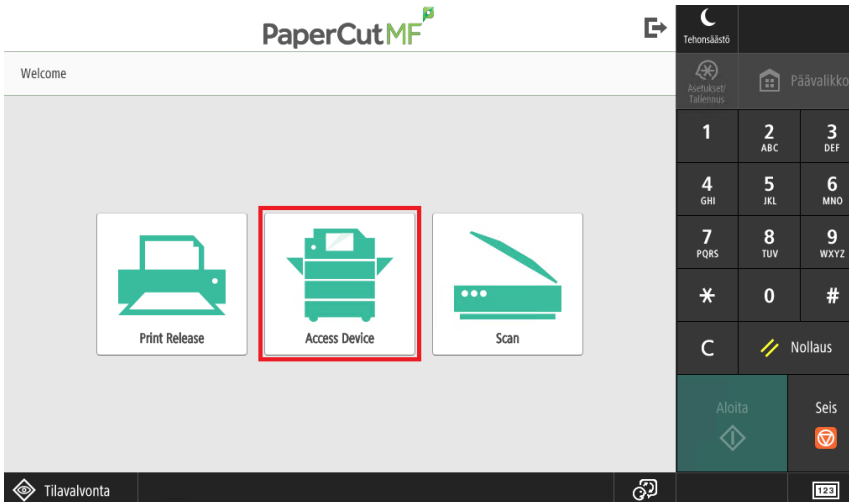 PaperCut MF
Welcome
Print Release
Access Device
Scan
Tilavalvonta
Tehonsäästö
Asetukset/
Tallennus
Päävalikko
1
2
ABC
3
DEF
4
GHI
5
JKL
6
MNO
7
PQRS
8
TUV
9
WXYZ
*
0
#
C
Nollaus
Aloita
Seis
123